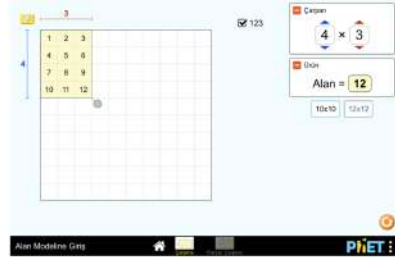 3
123
4
1 2 3
4 5 6
7 8 9
10 11 12
Çarpan
4 × 3
Ürün
Alan = 12
10x10 12x12
Alan Modeline Giriş
PhET